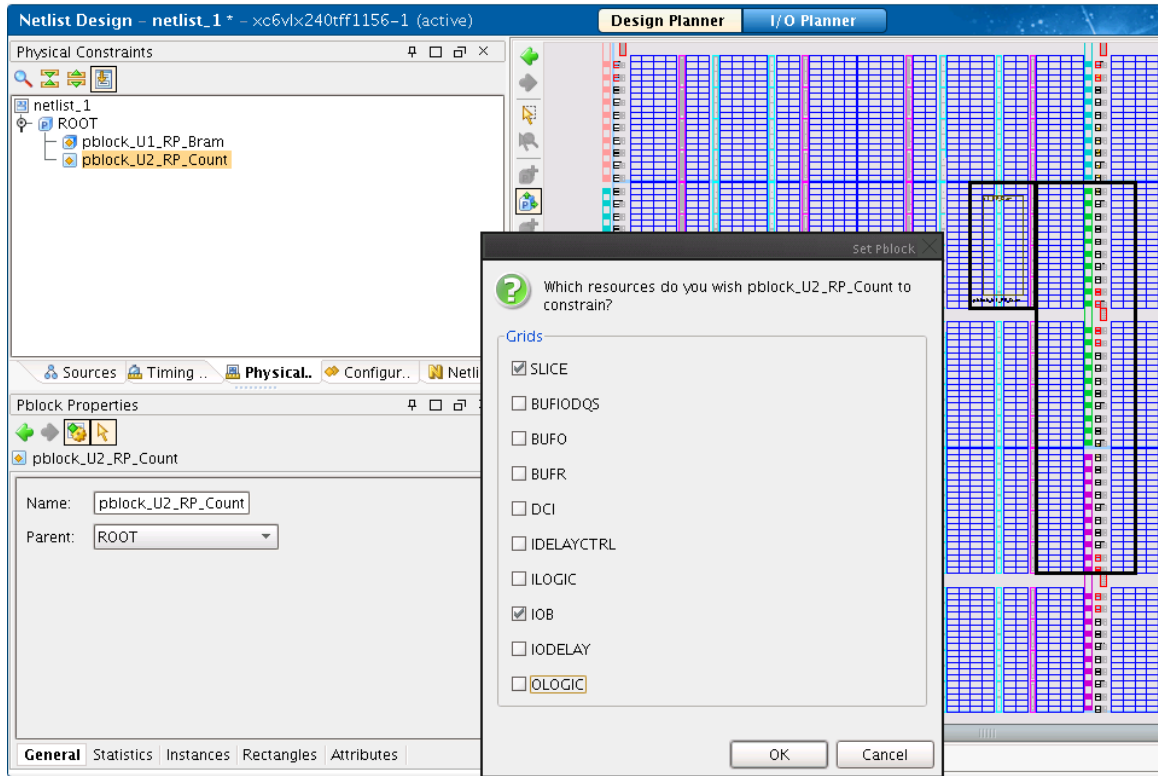 Netlist Design - netlist_1 * - xc6vlx240tff1156-1 (active)
Design Planner
I/O Planner
Physical Constraints
netlist_1
ROOT
pblock_U1_RP_Bram
pblock_U2_RP_Count
Sources
Timing ..
Physical..
Configur..
Netli
Pblock Properties
pblock_U2_RP_Count
Name: pblock_U2_RP_Count
Parent: ROOT
General Statistics Instances Rectangles Attributes
Set Pblock
Which resources do you wish pblock_U2_RP_Count to
constrain?
Grids
SLICE
BUFIODQS
BUFO
BUFR
DCI
IDELAYCTRL
ILOGIC
IOB
IODELAY
OLOGIC
OK
Cancel